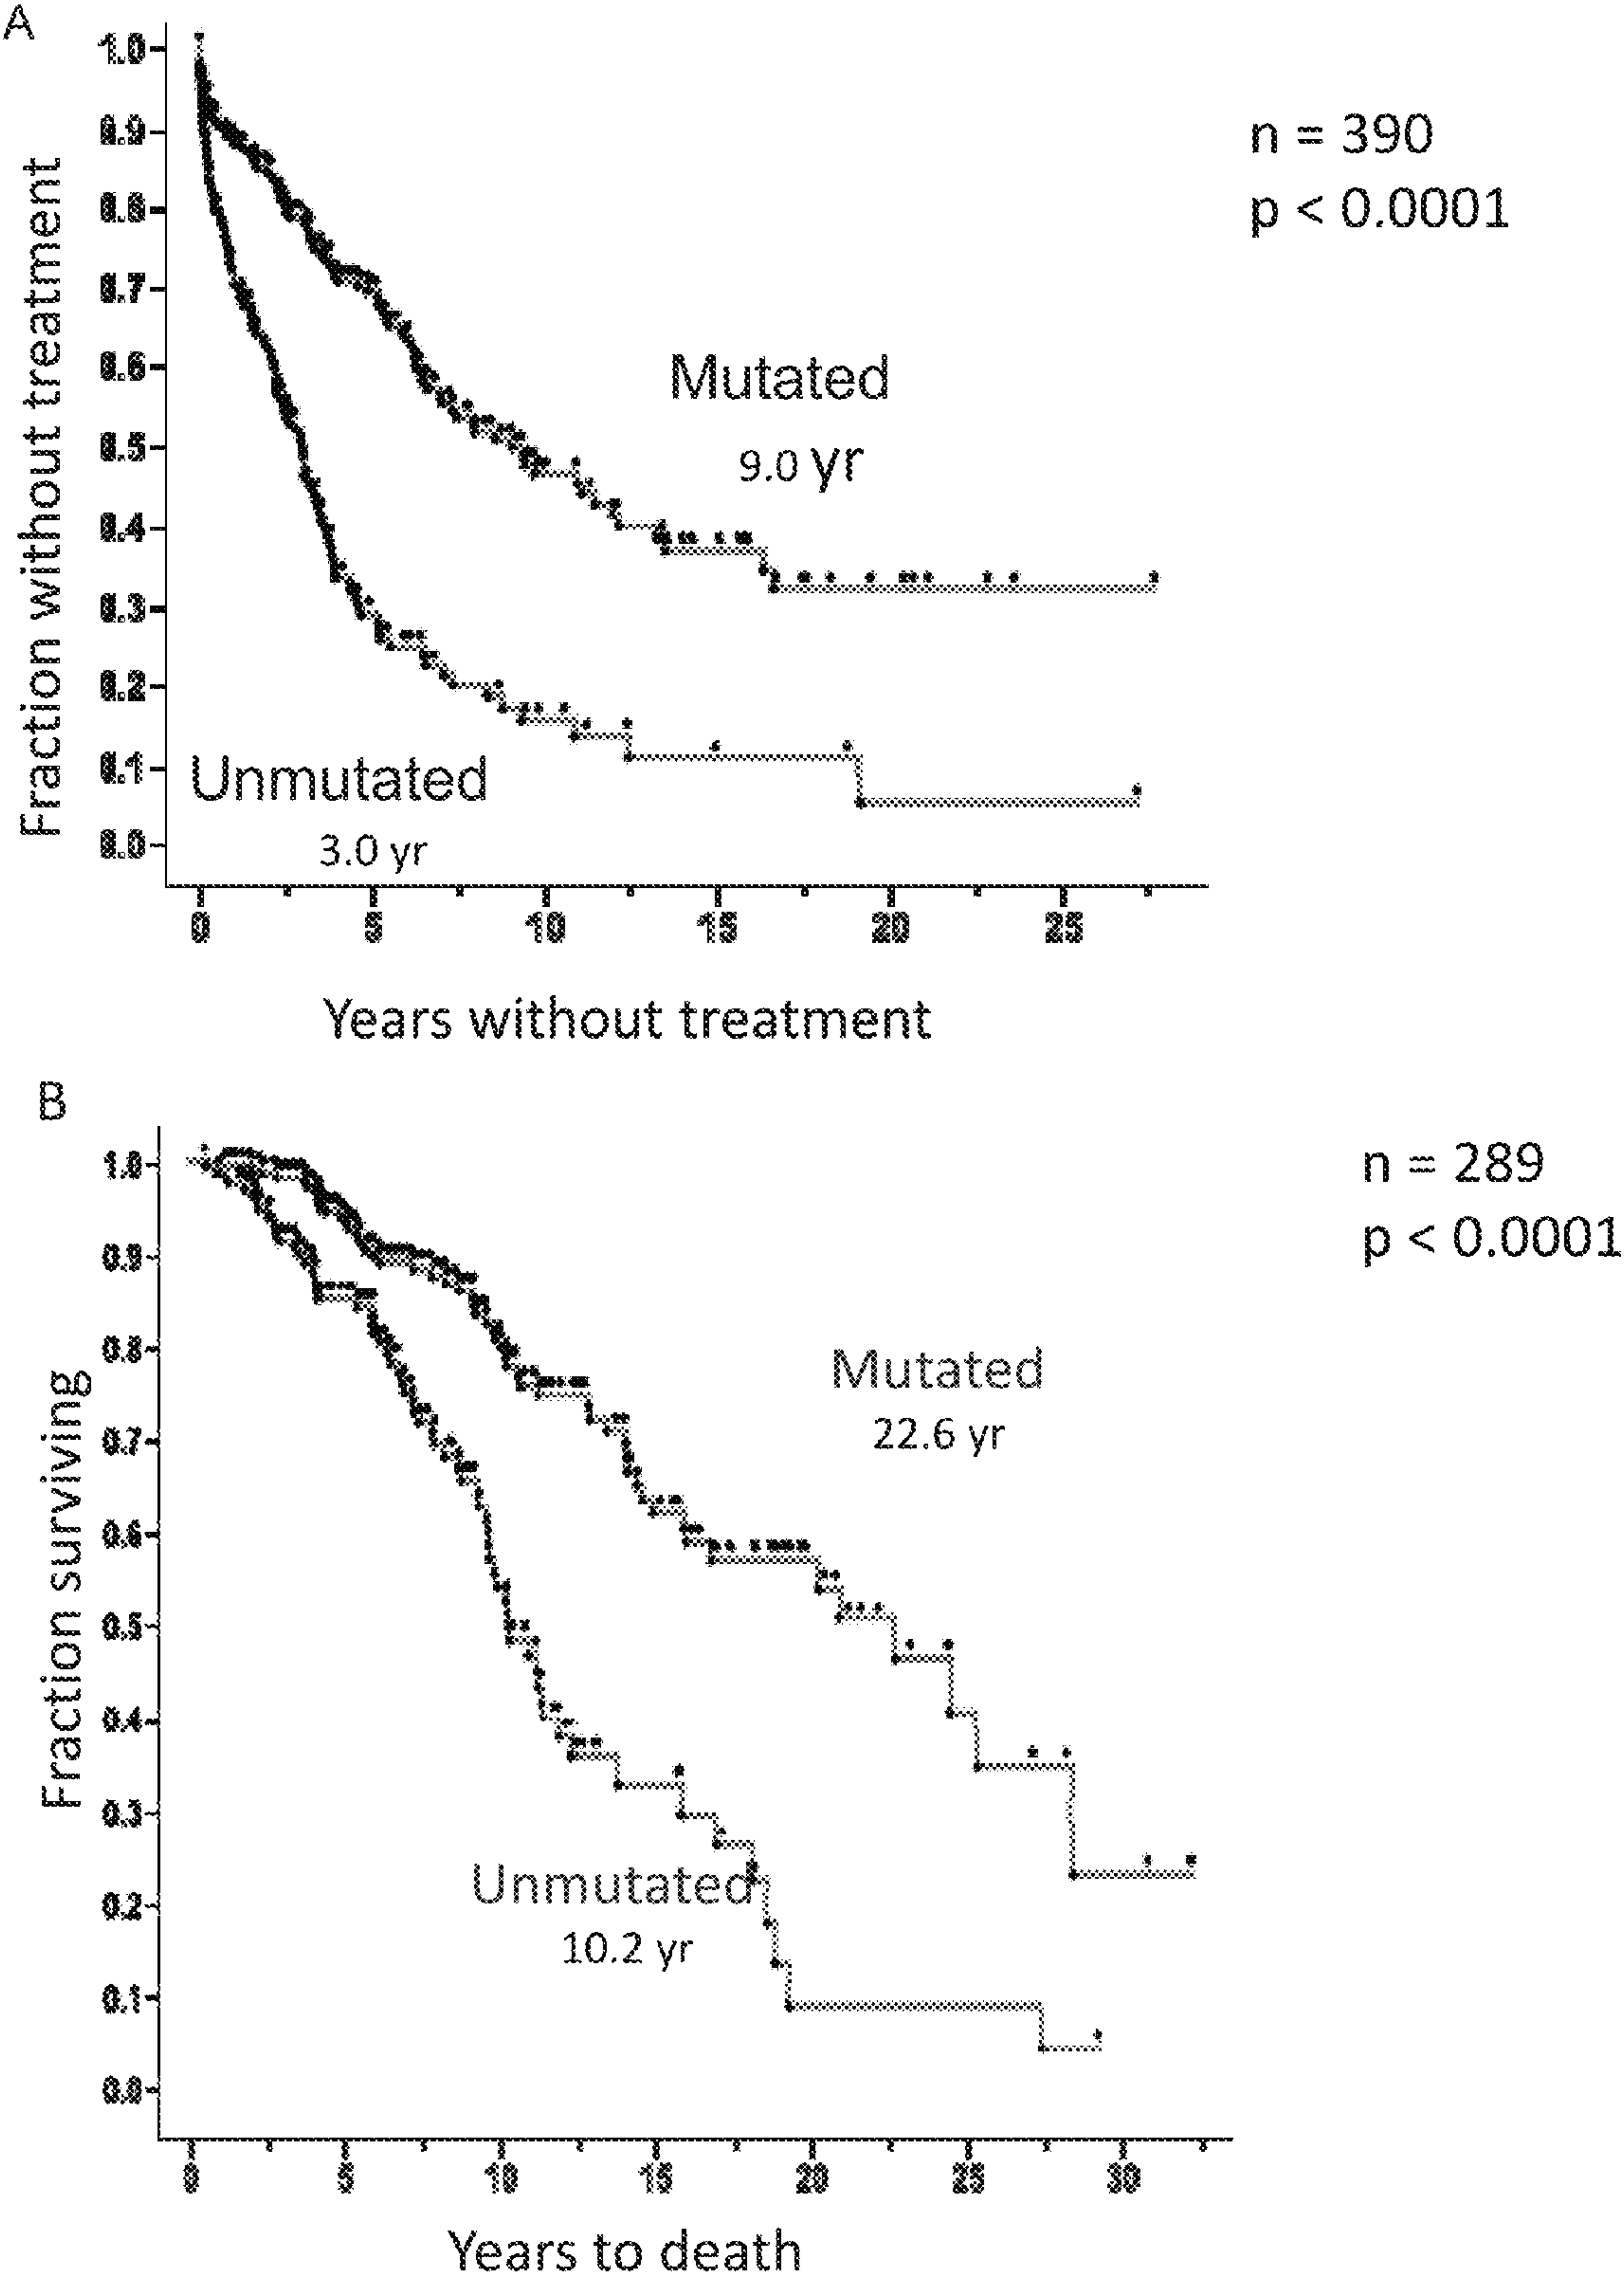 A
1.0
0.9
0.8
0.7
0.6
0.5
0.4
0.3
0.2
0.1
0.0
Fraction without treatment
n = 390
p < 0.0001
Mutated
9.0 yr
Unmutated
3.0 yr
0 5 10 15 20 25
Years without treatment
B
1.0
0.9
0.8
0.7
0.6
0.5
0.4
0.3
0.2
0.1
0.0
Fraction surviving
n = 289
p < 0.0001
Mutated
22.6 yr
Unmutated
10.2 yr
0 5 10 15 20 25 30
Years to death